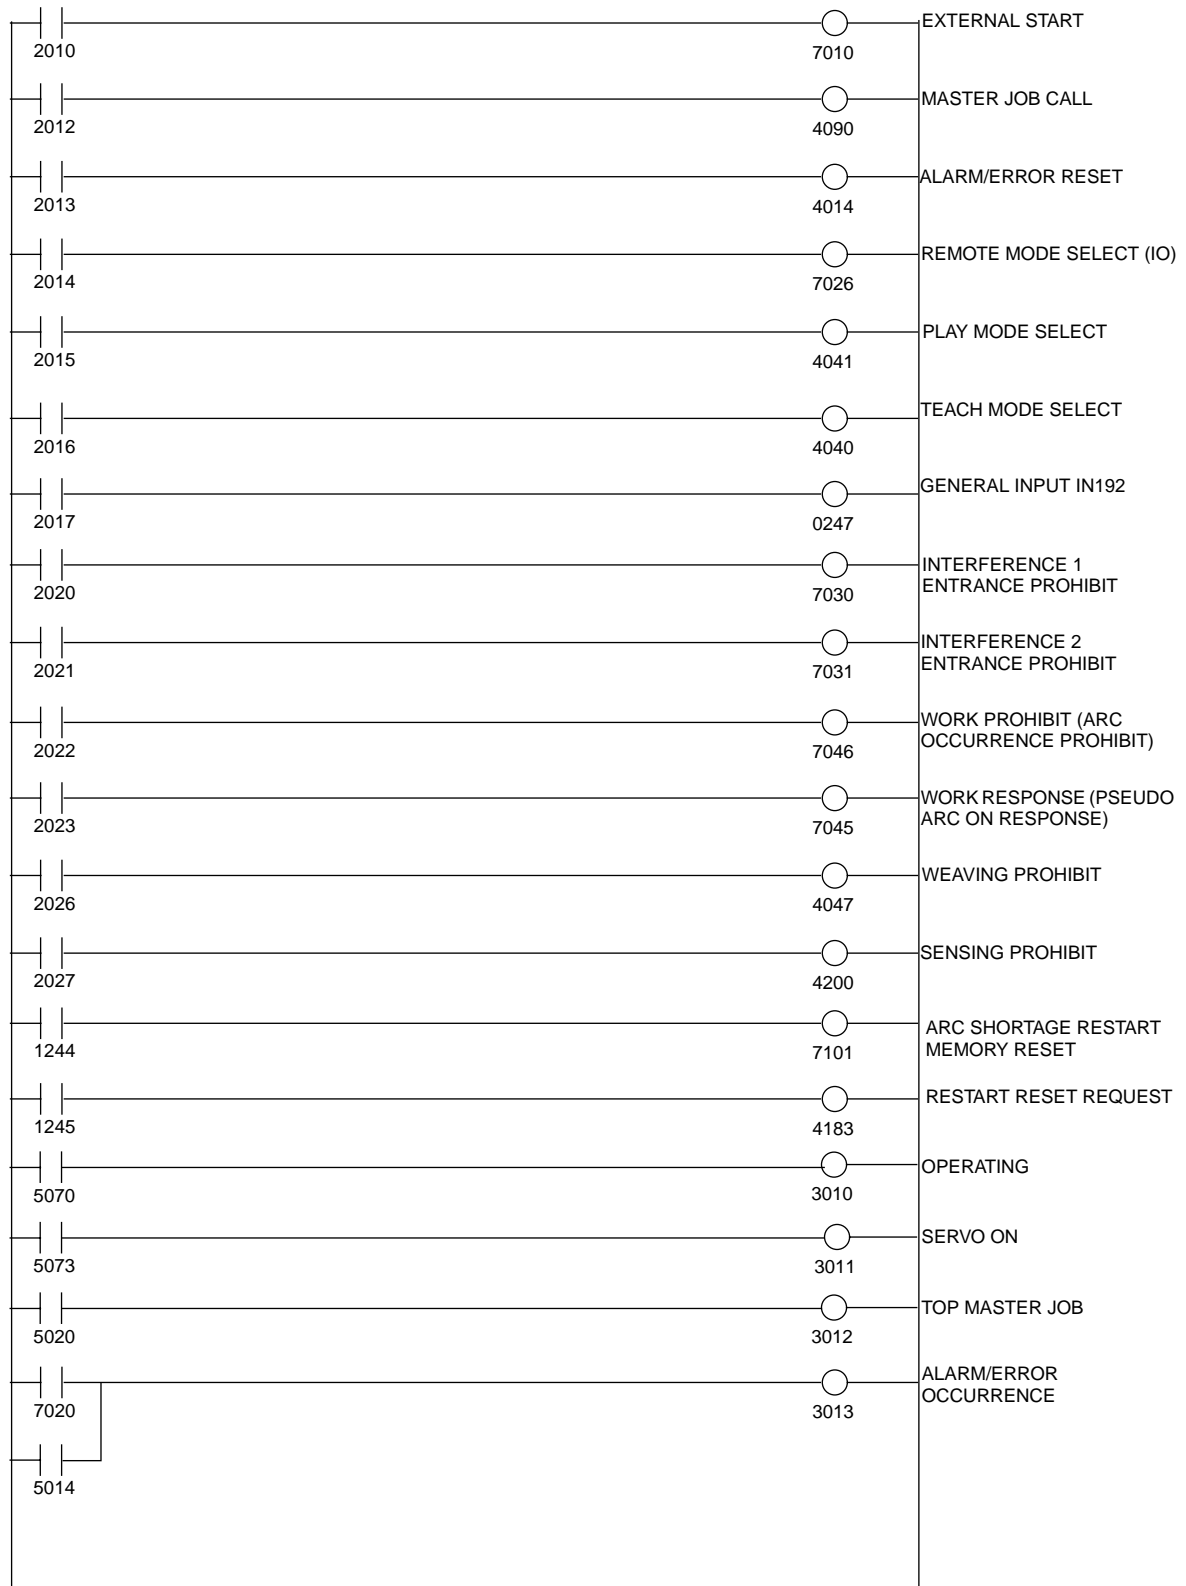 EXTERNAL START
2010
7010
MASTER JOB CALL
2012
4090
ALARM/ERROR RESET
2013
4014
REMOTE MODE SELECT (IO)
2014
7026
PLAY MODE SELECT
2015
4041
TEACH MODE SELECT
2016
4040
GENERAL INPUT IN192
2017
0247
INTERFERENCE 1
ENTRANCE PROHIBIT
2020
7030
INTERFERENCE 2
ENTRANCE PROHIBIT
2021
7031
WORK PROHIBIT (ARC
OCCURRENCE PROHIBIT)
2022
7046
WORK RESPONSE (PSEUDO
ARC ON RESPONSE)
2023
7045
WEAVING PROHIBIT
2026
4047
SENSING PROHIBIT
2027
4200
ARC SHORTAGE RESTART
MEMORY RESET
1244
7101
RESTART RESET REQUEST
1245
4183
OPERATING
5070
3010
SERVO ON
5073
3011
TOP MASTER JOB
5020
3012
ALARM/ERROR
OCCURRENCE
7020
3013
5014